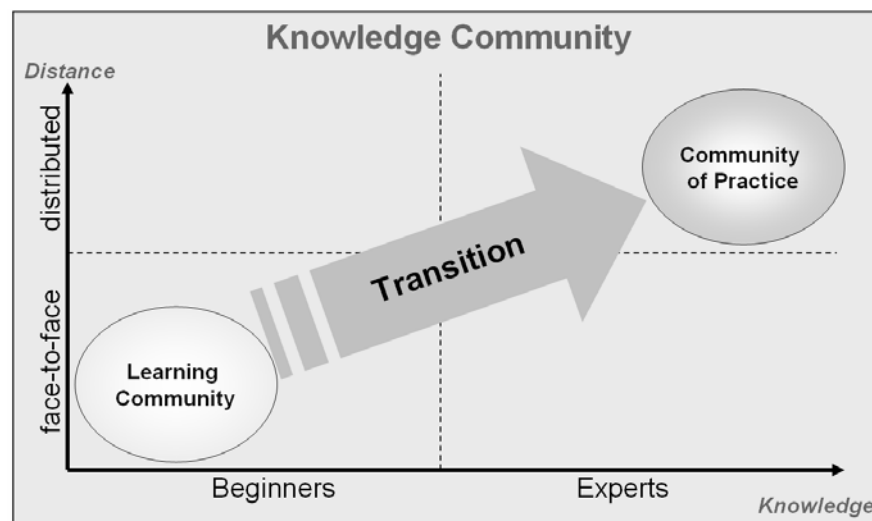 Knowledge Community
Distance
distributed
face-to-face
Community
of Practice
Transition
Learning
Community
Beginners
Experts
Knowledge